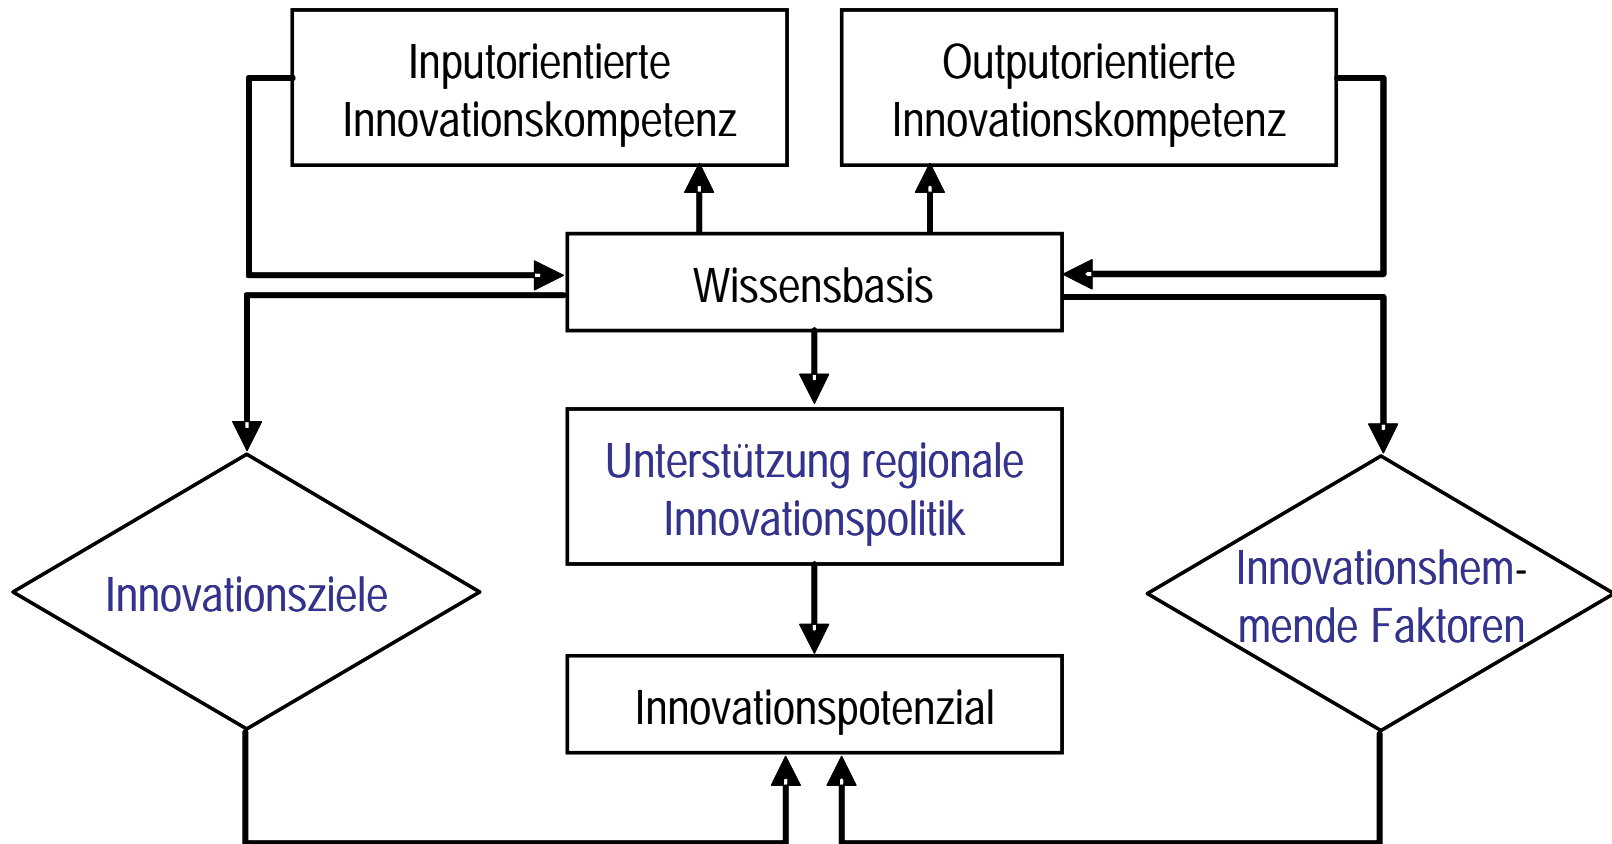 Inputorientierte
Innovationskompetenz
Outputorientierte
Innovationskompetenz
Wissensbasis
Unterstützung regionale
Innovationspolitik
Innovationsziele
Innovationshem-
mende Faktoren
Innovationspotenzial